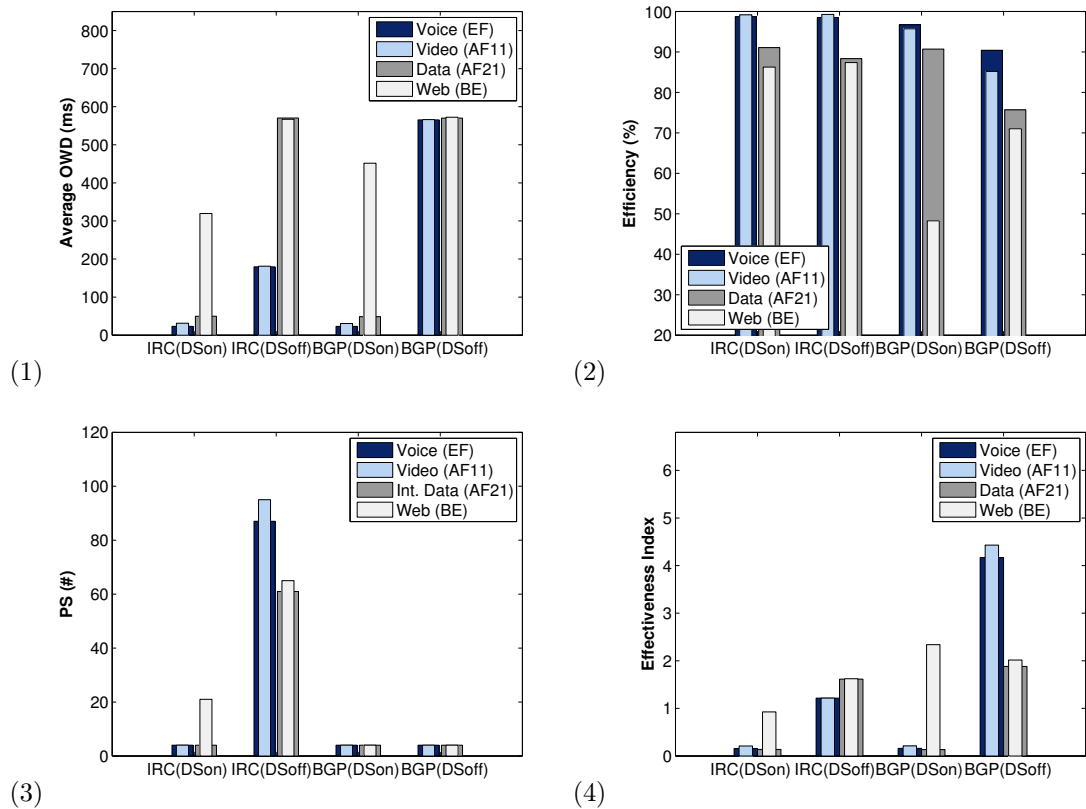 800
700
600
500
400
300
200
100
0
Average OWD (ms)
Voice (EF)
Video (AF11)
Data (AF21)
Web (BE)
IRC(DSon) IRC(DSoff) BGP(DSon) BGP(DSoff)
(1)
100
90
80
70
60
50
40
30
20
Efficiency (%)
Voice (EF)
Video (AF11)
Data (AF21)
Web (BE)
IRC(DSon) IRC(DSoff) BGP(DSon) BGP(DSoff)
(2)
120
100
80
60
40
20
0
PS (#)
Voice (EF)
Video (AF11)
Int. Data (AF21)
Web (BE)
IRC(DSon) IRC(DSoff) BGP(DSon) BGP(DSoff)
(3)
6
5
4
3
2
1
0
Effectiveness Index
Voice (EF)
Video (AF11)
Data (AF21)
Web (BE)
IRC(DSon) IRC(DSoff) BGP(DSon) BGP(DSoff)
(4)